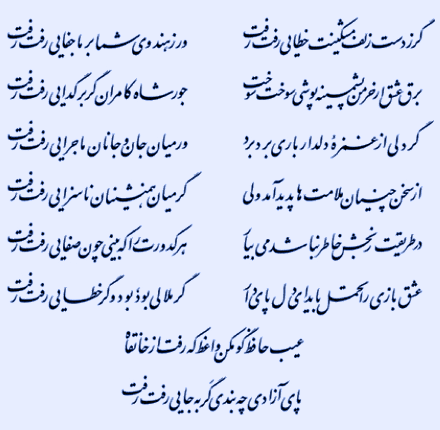 گر ز دست زلف مشکینت خطایی رفت رفت ور ز هندوی شما بر ما جفایی رفت رفت
برق عشق ار خرمن پشمینه پوشی سوخت سوخت جور شاه کامران گر بر گدایی رفت رفت
گر دلی از غمزهٔ دلدار باری برد برد ور میان جان و جانان ماجرایی رفت رفت
از سخن چینان ملامت‌ها پدید آمد ولی گر میان همنشینان ناسزایی رفت رفت
در طریقت رنجش خاطر نباشد می بیار هر کدورت را که بینی چون صفایی رفت رفت
عشق بازی را تحمل باید ای دل پای دار گر ملالی بود بود و گر خطایی رفت رفت
عیب حافظ گو مکن واعظ که رفت از خانقاه
پای آزادی چه بندی گر به جایی رفت رفت